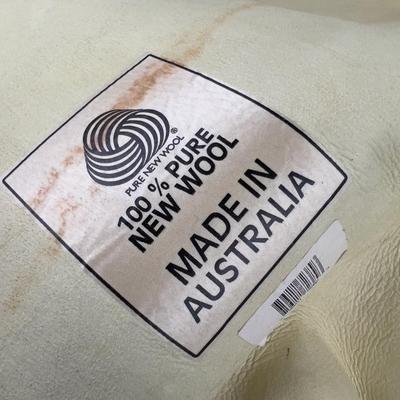 PURE NEW WOOL®
100% PURE
NEW WOOL
MADE IN
AUSTRALIA